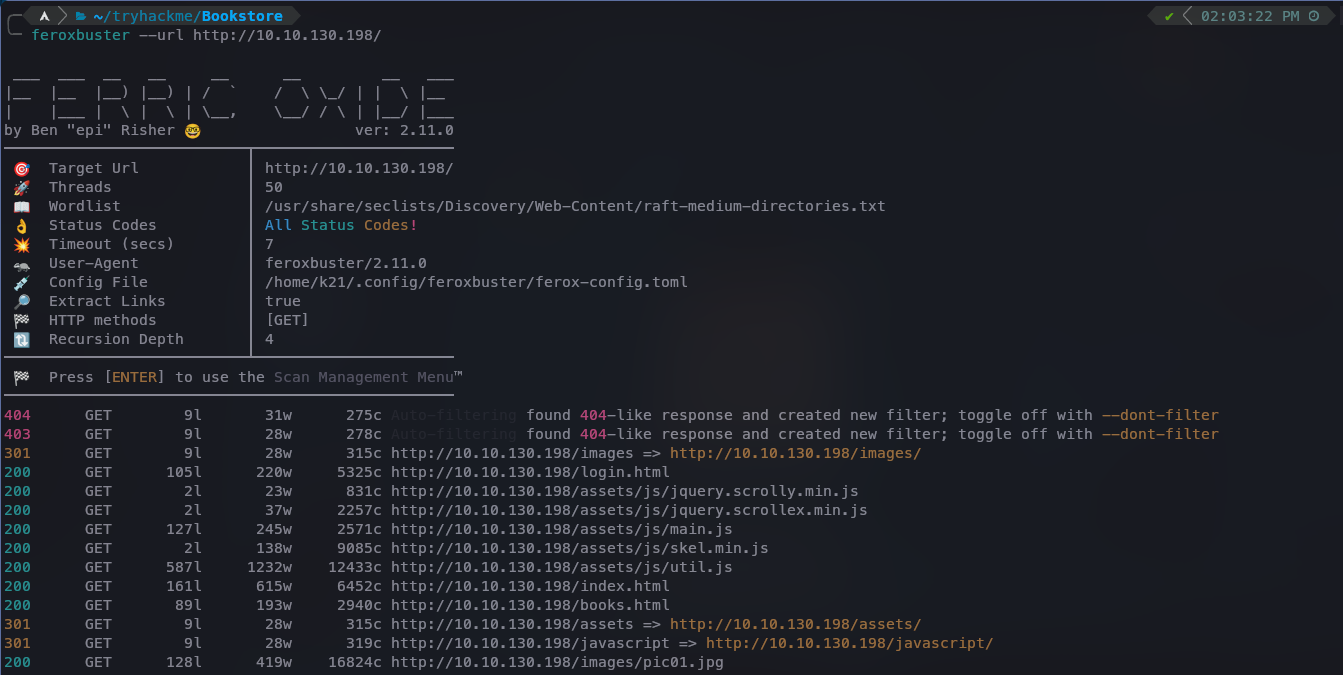 ~/tryhackme/Bookstore 02:03:22 PM
feroxbuster --url http://10.10.130.198/
FERRIC OXIDE
by Ben "epi" Risher 🤓 ver: 2.11.0
🎯 Target Url │ http://10.10.130.198/
🚀 Threads │ 50
📖 Wordlist │ /usr/share/seclists/Discovery/Web-Content/raft-medium-directories.txt
👌 Status Codes │ All Status Codes!
💥 Timeout (secs) │ 7
🦡 User-Agent │ feroxbuster/2.11.0
💉 Config File │ /home/k21/.config/feroxbuster/ferox-config.toml
🔎 Extract Links │ true
🏁 HTTP methods │ [GET]
🔃 Recursion Depth │ 4
🏁 Press [ENTER] to use the Scan Management Menu™
404 GET 9l 31w 275c Auto-filtering found 404-like response and created new filter; toggle off with --dont-filter
403 GET 9l 28w 278c Auto-filtering found 404-like response and created new filter; toggle off with --dont-filter
301 GET 9l 28w 315c http://10.10.130.198/images => http://10.10.130.198/images/
200 GET 105l 220w 5325c http://10.10.130.198/login.html
200 GET 2l 23w 831c http://10.10.130.198/assets/js/jquery.scrolly.min.js
200 GET 2l 37w 2257c http://10.10.130.198/assets/js/jquery.scrollex.min.js
200 GET 127l 245w 2571c http://10.10.130.198/assets/js/main.js
200 GET 2l 138w 9085c http://10.10.130.198/assets/js/skel.min.js
200 GET 587l 1232w 12433c http://10.10.130.198/assets/js/util.js
200 GET 161l 615w 6452c http://10.10.130.198/index.html
200 GET 89l 193w 2940c http://10.10.130.198/books.html
301 GET 9l 28w 315c http://10.10.130.198/assets => http://10.10.130.198/assets/
301 GET 9l 28w 319c http://10.10.130.198/javascript => http://10.10.130.198/javascript/
200 GET 128l 419w 16824c http://10.10.130.198/images/pic01.jpg